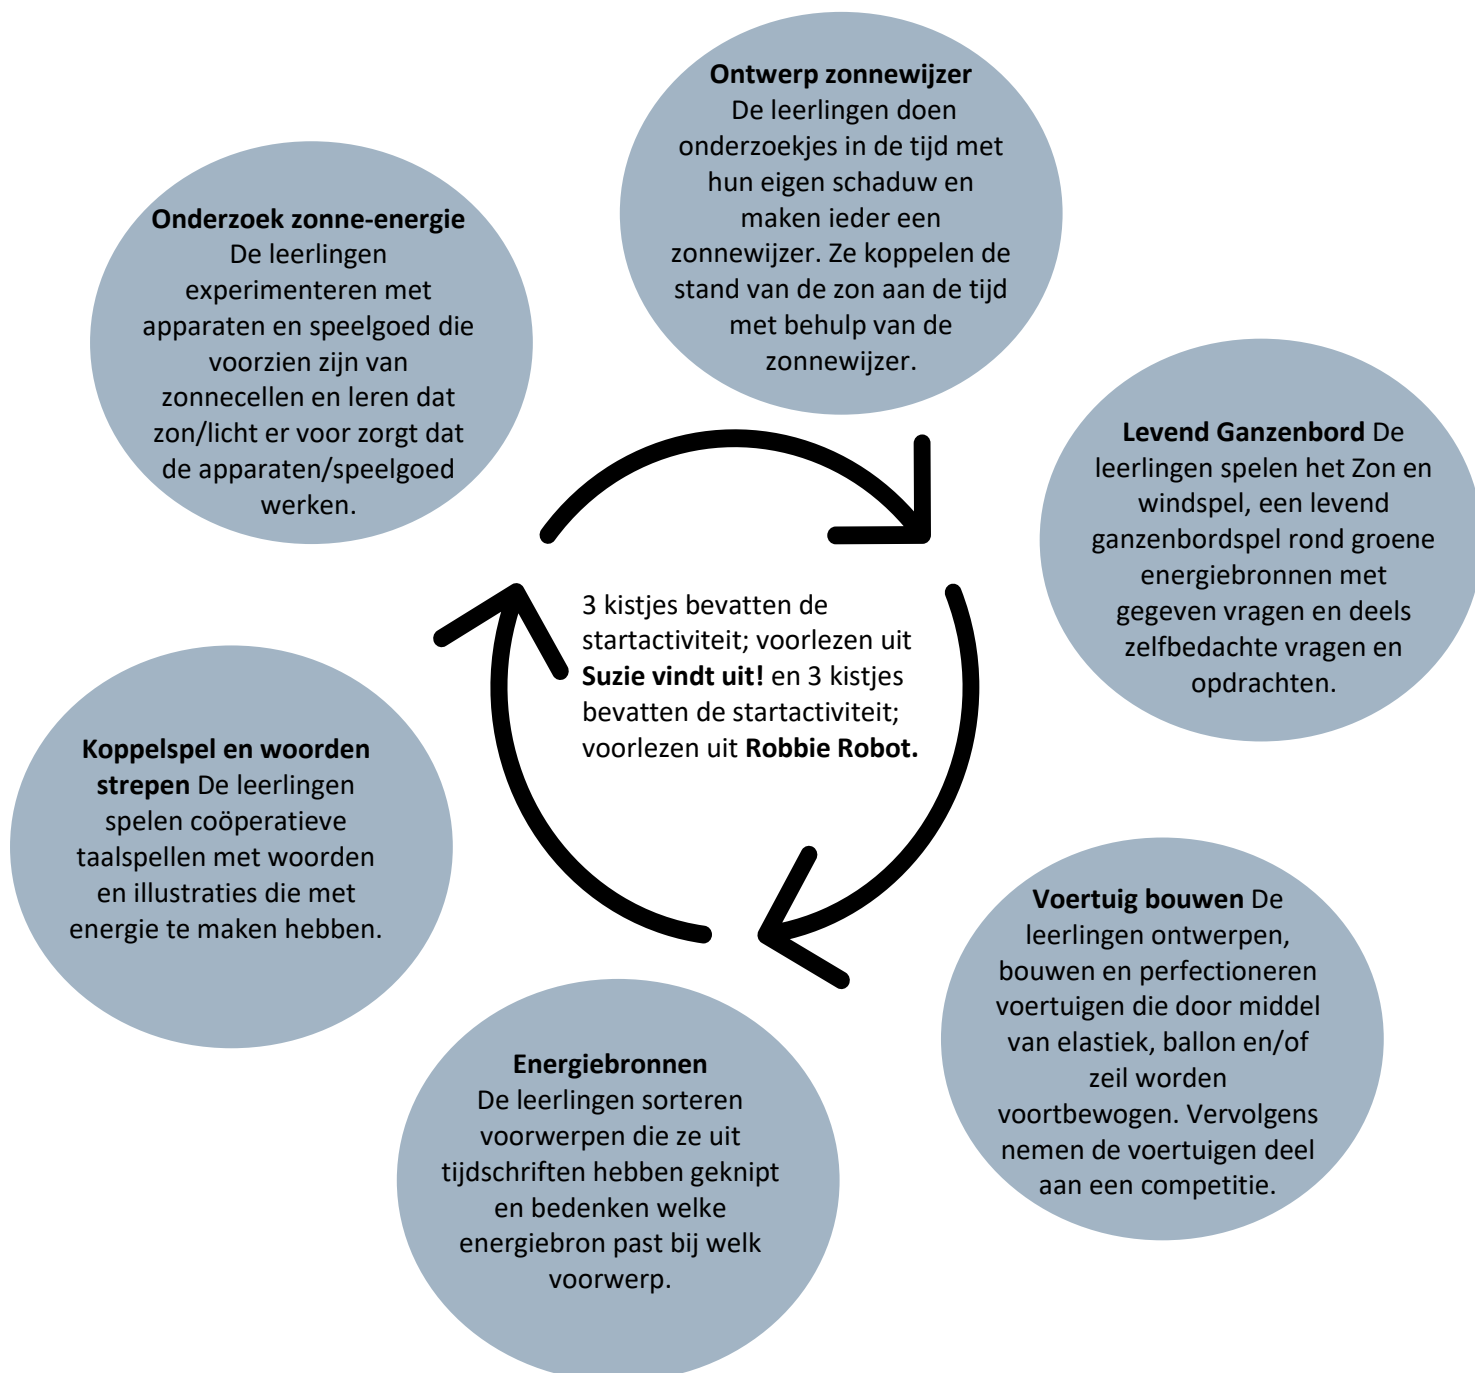 Ontwerp zonnewijzer
De leerlingen doen
onderzoekjes in de tijd met
hun eigen schaduw en
maken ieder een
zonnewijzer. Ze koppelen de
stand van de zon aan de tijd
met behulp van de
zonnewijzer.
Onderzoek zonne-energie
De leerlingen
experimenteren met
apparaten en speelgoed die
voorzien zijn van
zonnecellen en leren dat
zon/licht er voor zorgt dat
de apparaten/speelgoed
werken.
Levend Ganzenbord De
leerlingen spelen het Zon en
windspel, een levend
ganzenbordspel rond groene
energiebronnen met
gegeven vragen en deels
zelfbedachte vragen en
opdrachten.
3 kistjes bevatten de
startactiviteit; voorlezen uit
Suzie vindt uit! en 3 kistjes
bevatten de startactiviteit;
voorlezen uit Robbie Robot.
Koppelspel en woorden
strepen De leerlingen
spelen coöperatieve
taalspellen met woorden
en illustraties die met
energie te maken hebben.
Voertuig bouwen De
leerlingen ontwerpen,
bouwen en perfectioneren
voertuigen die door middel
van elastiek, ballon en/of
zeil worden
voortbewogen. Vervolgens
nemen de voertuigen deel
aan een competitie.
Energiebronnen
De leerlingen sorteren
voorwerpen die ze uit
tijdschriften hebben geknipt
en bedenken welke
energiebron past bij welk
voorwerp.